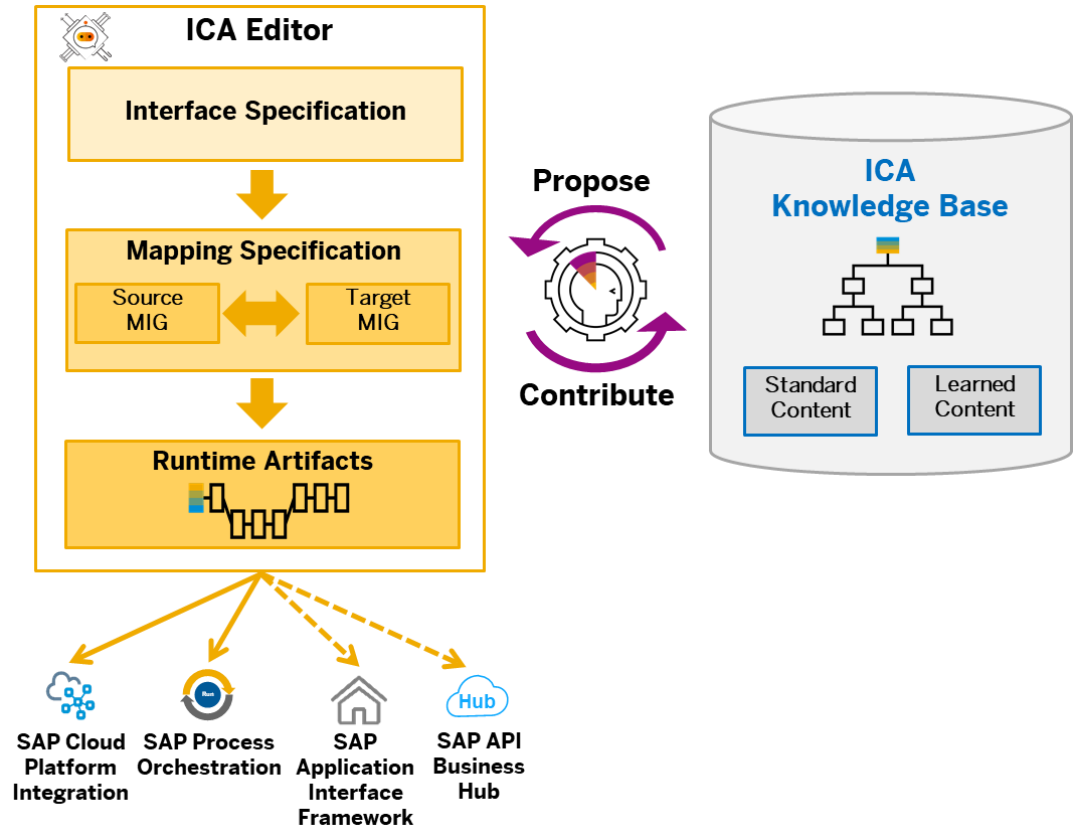 ICA Editor
Interface Specification
Mapping Specification
Source
MIG
Target
MIG
Runtime Artifacts
Propose
Contribute
ICA
Knowledge Base
Standard
Content
Learned
Content
Run
Hub
SAP Cloud
Platform
Integration
SAP Process
Orchestration
SAP
Application
Interface
Framework
SAP API
Business
Hub